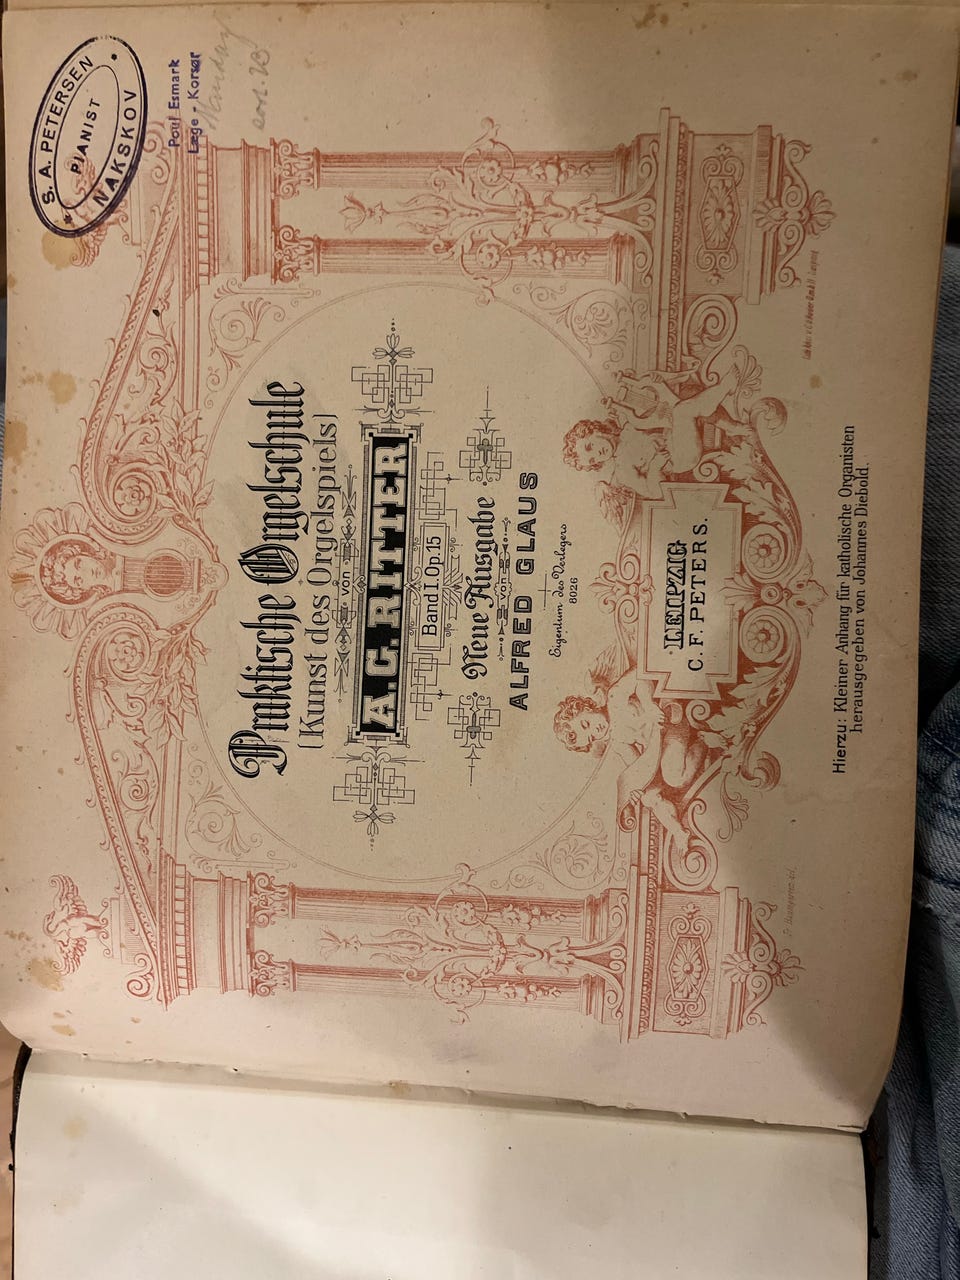 S. A. PETERSEN
PIANIST
NAKSKOV
Poul Esmark
Læge - Korsør
Praktische Orgelschule
(Kunst des Orgelspiels)
von
A.G. RITTER
Band I. Op. 15
Neue Ausgabe
von
ALFRED GLAUS
Eigentum des Verlegers
8026
LEIPZIG
C. F. PETERS.
Hierzu: Kleiner Anhang für katholische Organisten
herausgegeben von Johannes Diebold.